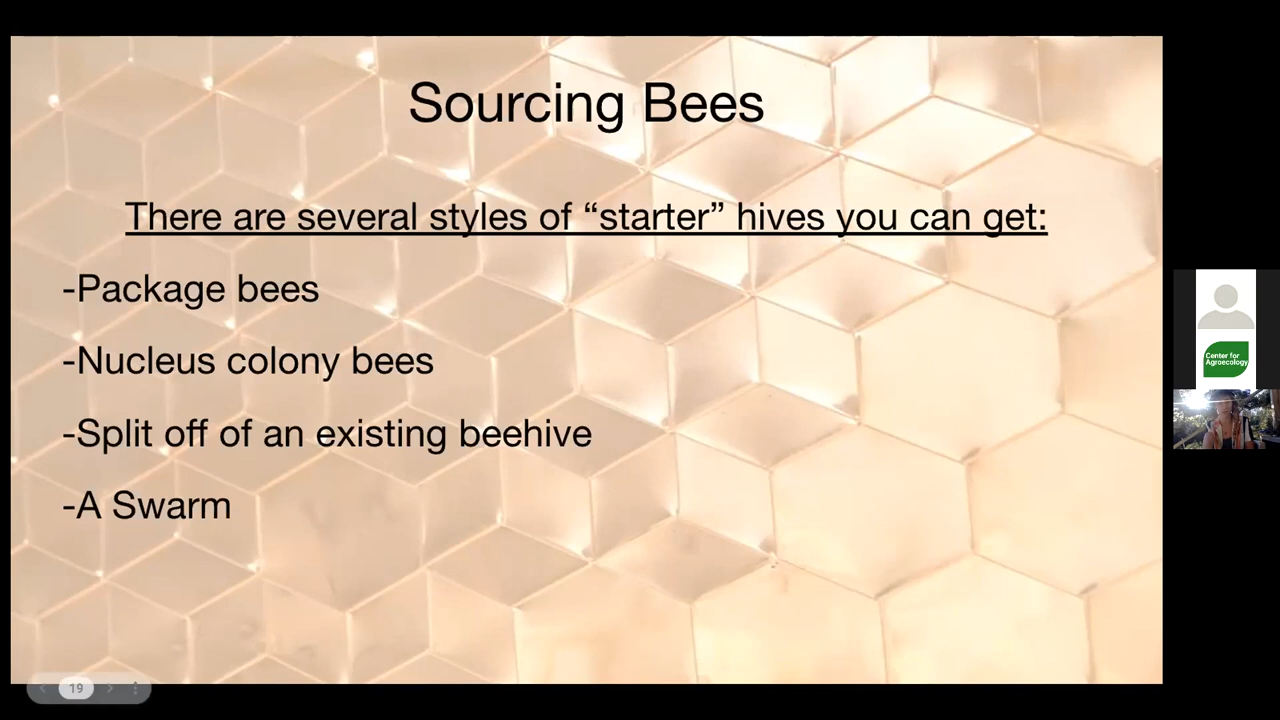 Sourcing Bees
There are several styles of “starter” hives you can get:
-Package bees
-Nucleus colony bees
-Split off of an existing beehive
-A Swarm
19
Center for
Agroecology